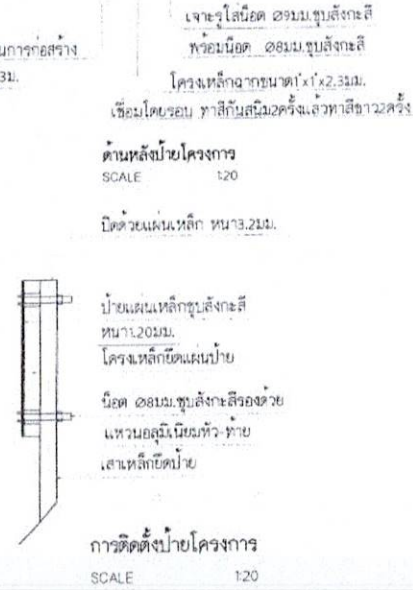 เจาะรูใส่น็อต Ø9มม.ชุบสังกะสี
นการก่อสร้าง
พร้อมน็อต Ø8มม.ชุบสังกะสี
3ม.
โครงเหล็กฉากขนาด1"x1"x2.3มม.
เชื่อมโดยรอบ ทาสีกันสนิม2ครั้งแล้วทาสีขาว2ครั้ง
ด้านหลังป้ายโครงการ
SCALE 1:20
ปิดด้วยแผ่นเหล็ก หนา3.2มม.
ป้ายแผ่นเหล็กชุบสังกะสี
หนา1.20มม.
โครงเหล็กยึดแผ่นป้าย
น็อต Ø8มม.ชุบสังกะสีรองด้วย
แหวนอลูมิเนียมหัว-ท้าย
เสาเหล็กยึดป้าย
การติดตั้งป้ายโครงการ
SCALE 1:20